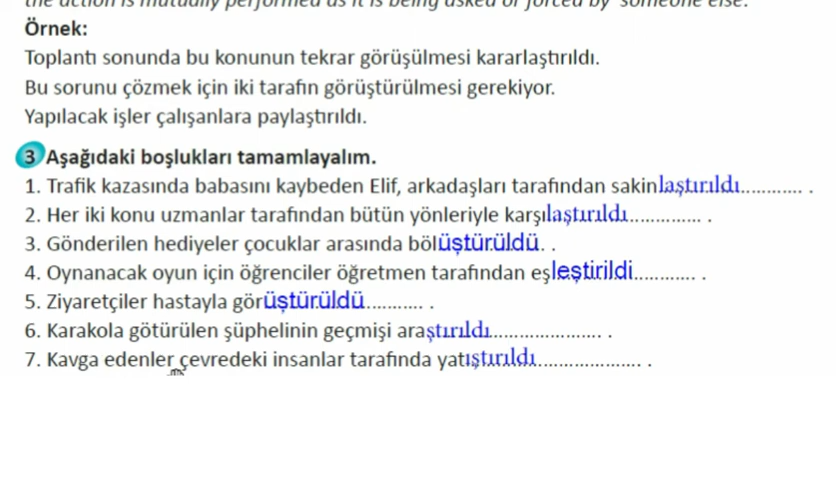 the action is mutually performed as it is being asked or forced by someone else.
Örnek:
Toplantı sonunda bu konunun tekrar görüşülmesi kararlaştırıldı.
Bu sorunu çözmek için iki tarafın görüştürülmesi gerekiyor.
Yapılacak işler çalışanlara paylaştırıldı.
3 Aşağıdaki boşlukları tamamlayalım.
1. Trafik kazasında babasını kaybeden Elif, arkadaşları tarafından sakinlaştırıldı............ .
2. Her iki konu uzmanlar tarafından bütün yönleriyle karşılaştırıldı.............. .
3. Gönderilen hediyeler çocuklar arasında bölüştürüldü. .
4. Oynanacak oyun için öğrenciler öğretmen tarafından eşleştirildi............ .
5. Ziyaretçiler hastayla görüştürüldü........... .
6. Karakola götürülen şüphelinin geçmişi araştırıldı...................... .
7. Kavga edenler çevredeki insanlar tarafında yatıştırıldı..................... .